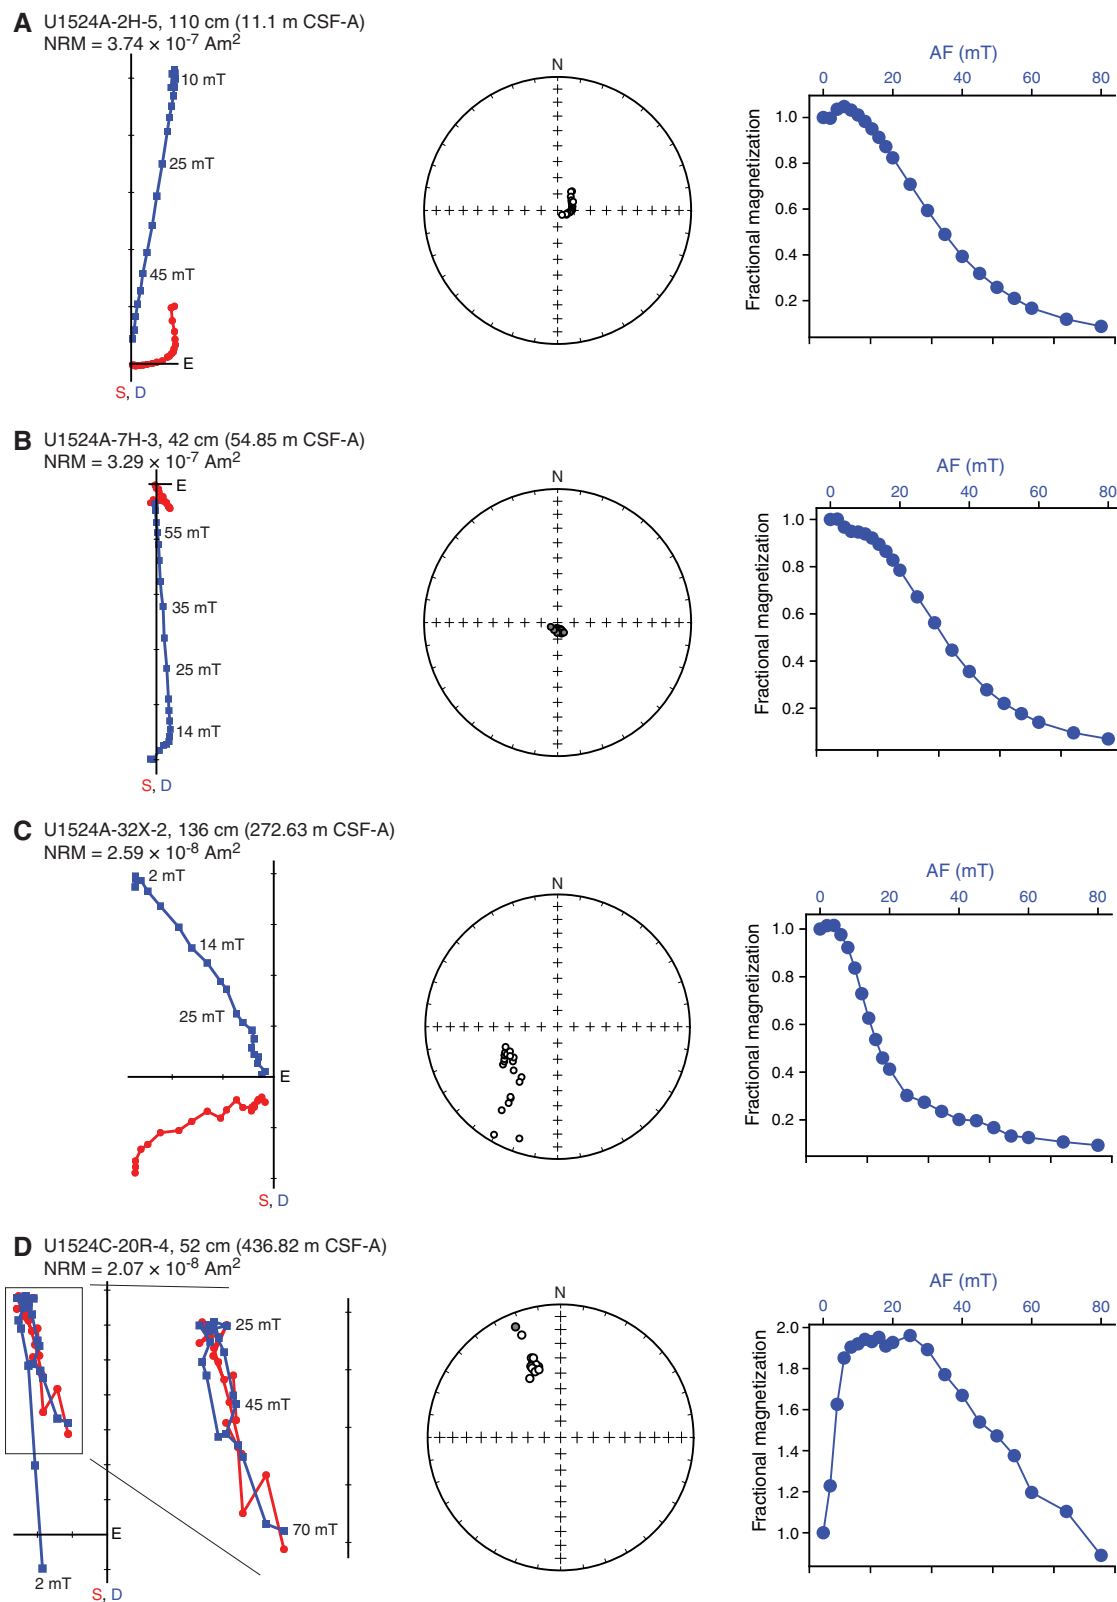 A U1524A-2H-5, 110 cm (11.1 m CSF-A)
NRM = 3.74 × 10-7 Am2
10 mT
25 mT
45 mT
E
S, D
N
AF (mT)
0 20 40 60 80
Fractional magnetization
1.0
0.8
0.6
0.4
0.2
B U1524A-7H-3, 42 cm (54.85 m CSF-A)
NRM = 3.29 × 10-7 Am2
E
55 mT
35 mT
25 mT
14 mT
S, D
N
AF (mT)
0 20 40 60 80
Fractional magnetization
1.0
0.8
0.6
0.4
0.2
C U1524A-32X-2, 136 cm (272.63 m CSF-A)
NRM = 2.59 × 10-8 Am2
2 mT
14 mT
25 mT
E
S, D
N
AF (mT)
0 20 40 60 80
Fractional magnetization
1.0
0.8
0.6
0.4
0.2
D U1524C-20R-4, 52 cm (436.82 m CSF-A)
NRM = 2.07 × 10-8 Am2
25 mT
45 mT
70 mT
E
2 mT
S, D
N
AF (mT)
0 20 40 60 80
Fractional magnetization
2.0
1.8
1.6
1.4
1.2
1.0